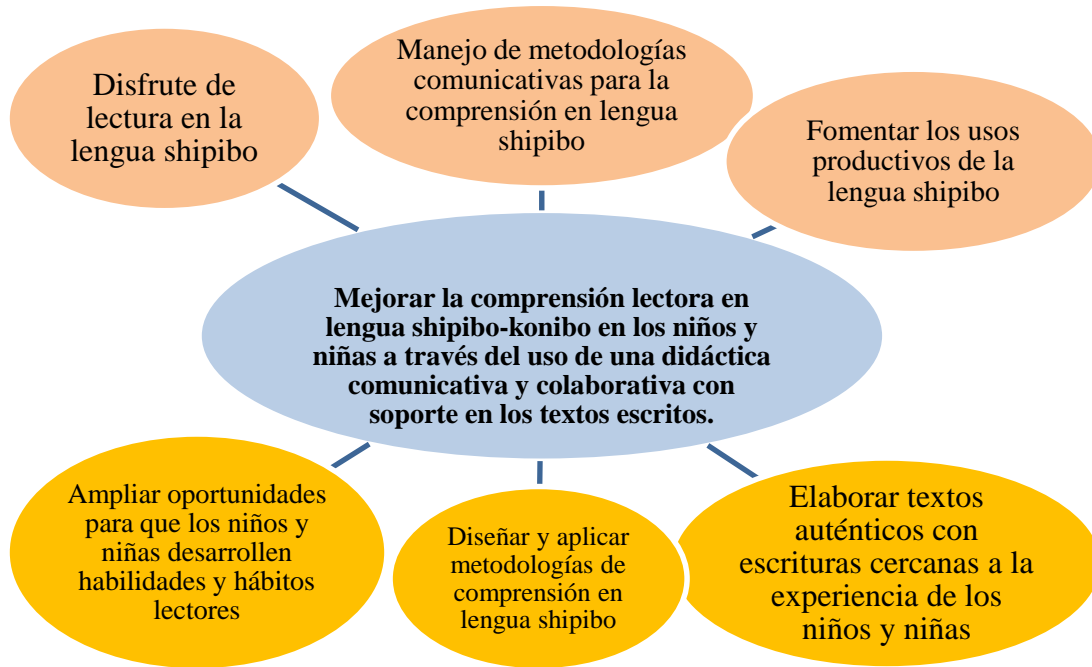 Disfrute de
lectura en la
lengua shipibo
Manejo de metodologías
comunicativas para la
comprensión en lengua
shipibo
Fomentar los usos
productivos de la
lengua shipibo
Mejorar la comprensión lectora en
lengua shipibo-konibo en los niños y
niñas a través del uso de una didáctica
comunicativa y colaborativa con
soporte en los textos escritos.
Ampliar oportunidades
para que los niños y
niñas desarrollen
habilidades y hábitos
lectores
Diseñar y aplicar
metodologías de
comprensión en
lengua shipibo
Elaborar textos
auténticos con
escrituras cercanas a la
experiencia de los
niños y niñas